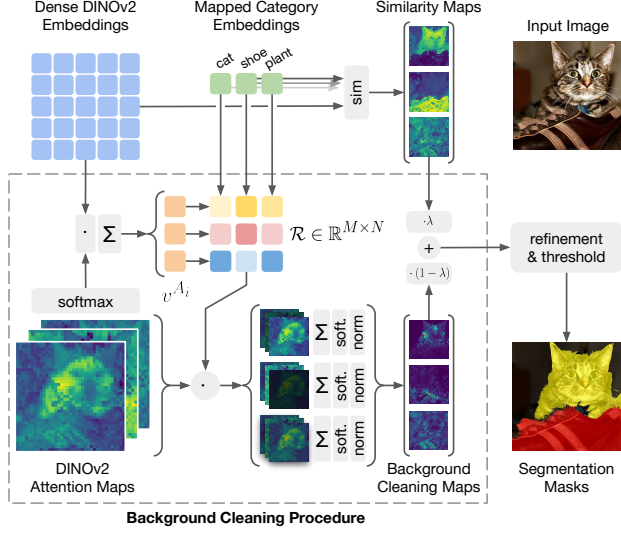 Dense DINOv2
Embeddings
Mapped Category
Embeddings
Similarity Maps
Input Image
cat
shoe
plant
sim
· Σ
v^{A_i}
\mathcal{R} ∈ ℝ^{M×N}
·λ
+
·(1−λ)
refinement
& threshold
softmax
·
Σ soft. norm
Σ soft. norm
Σ soft. norm
DINOv2
Attention Maps
Background
Cleaning Maps
Segmentation
Masks
Background Cleaning Procedure